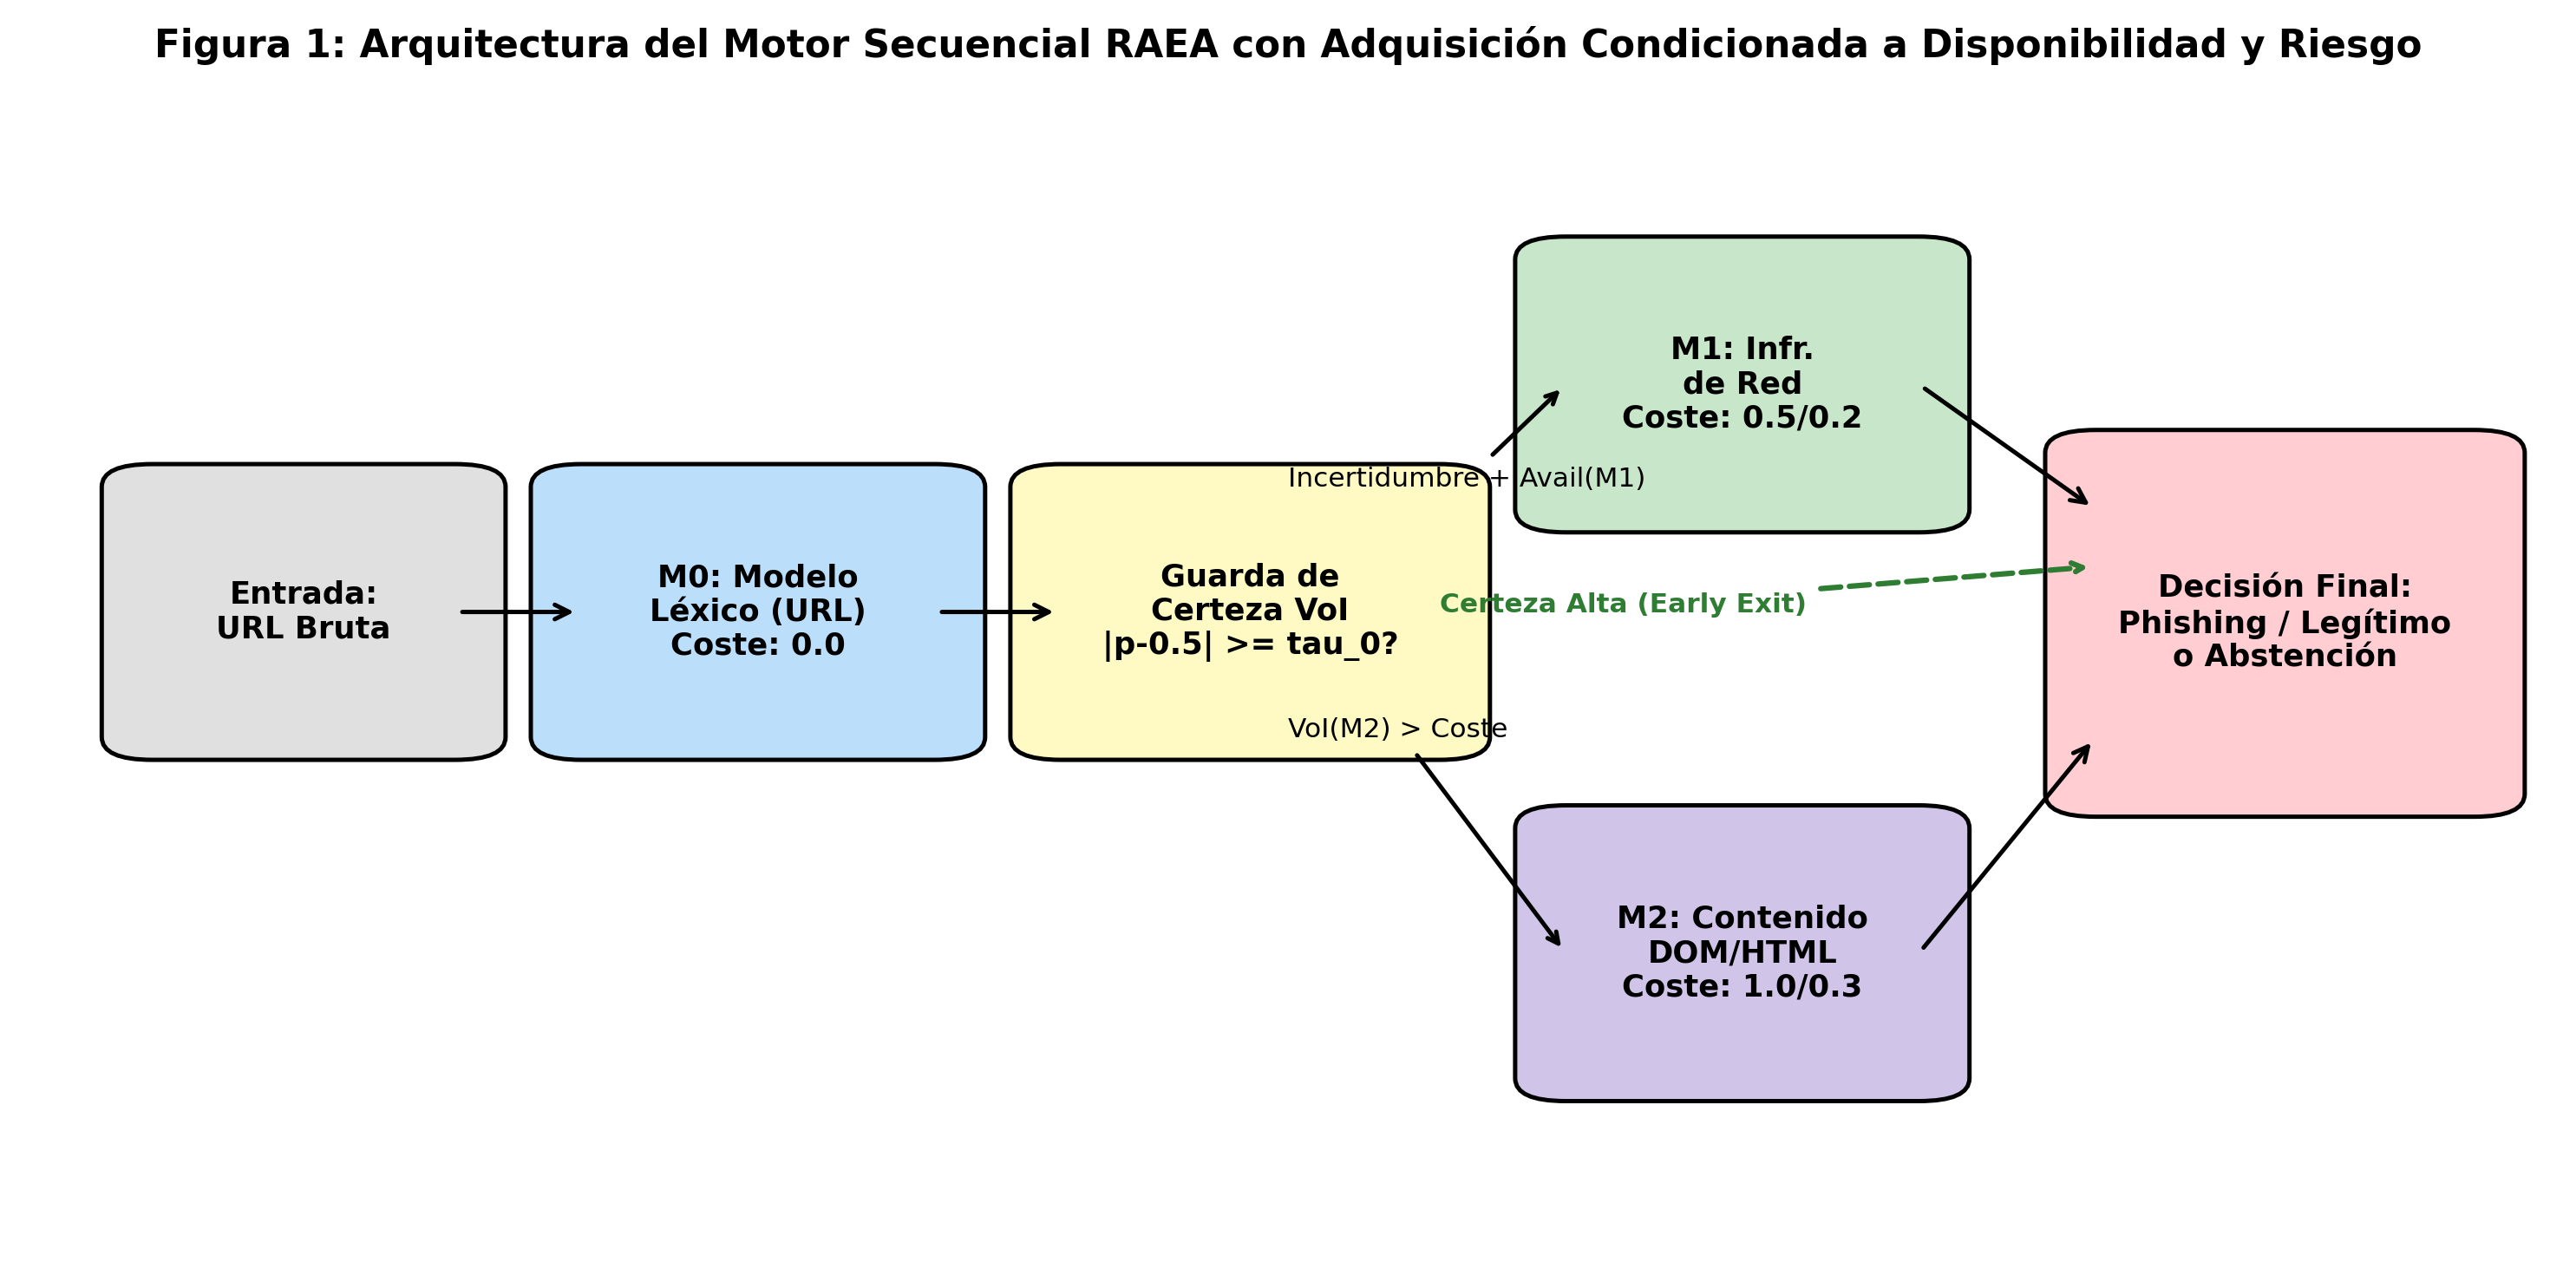 Figura 1: Arquitectura del Motor Secuencial RAEA con Adquisición Condicionada a Disponibilidad y Riesgo
Entrada:
URL Bruta
M0: Modelo
Léxico (URL)
Coste: 0.0
Guarda de
Certeza VoI
|p-0.5| >= tau_0?
Incertidumbre + Avail(M1)
Certeza Alta (Early Exit)
VoI(M2) > Coste
M1: Infr.
de Red
Coste: 0.5/0.2
M2: Contenido
DOM/HTML
Coste: 1.0/0.3
Decisión Final:
Phishing / Legítimo
o Abstención